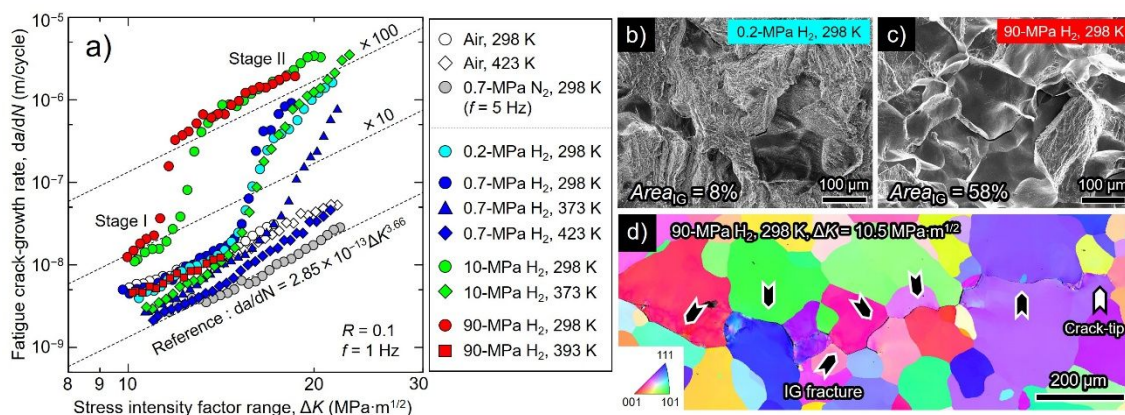 a)
Fatigue crack-growth rate, da/dN (m/cycle)
10⁻⁵
10⁻⁶
10⁻⁷
10⁻⁸
10⁻⁹
Stage II
Stage I
×100
×10
Reference : da/dN = 2.85 × 10⁻¹³ΔK³·⁶⁶
R = 0.1
f = 1 Hz
8 10 20 30
Stress intensity factor range, ΔK (MPa·m¹/²)
Air, 298 K
Air, 423 K
0.7-MPa N₂, 298 K
(f = 5 Hz)
0.2-MPa H₂, 298 K
0.7-MPa H₂, 298 K
0.7-MPa H₂, 373 K
0.7-MPa H₂, 423 K
10-MPa H₂, 298 K
10-MPa H₂, 373 K
90-MPa H₂, 298 K
90-MPa H₂, 393 K
b)
0.2-MPa H₂, 298 K
Area_IG = 8%
100 μm
c)
90-MPa H₂, 298 K
Area_IG = 58%
100 μm
d)
90-MPa H₂, 298 K, ΔK = 10.5 MPa·m¹/²
Crack-tip
IG fracture
111
001 101
200 μm